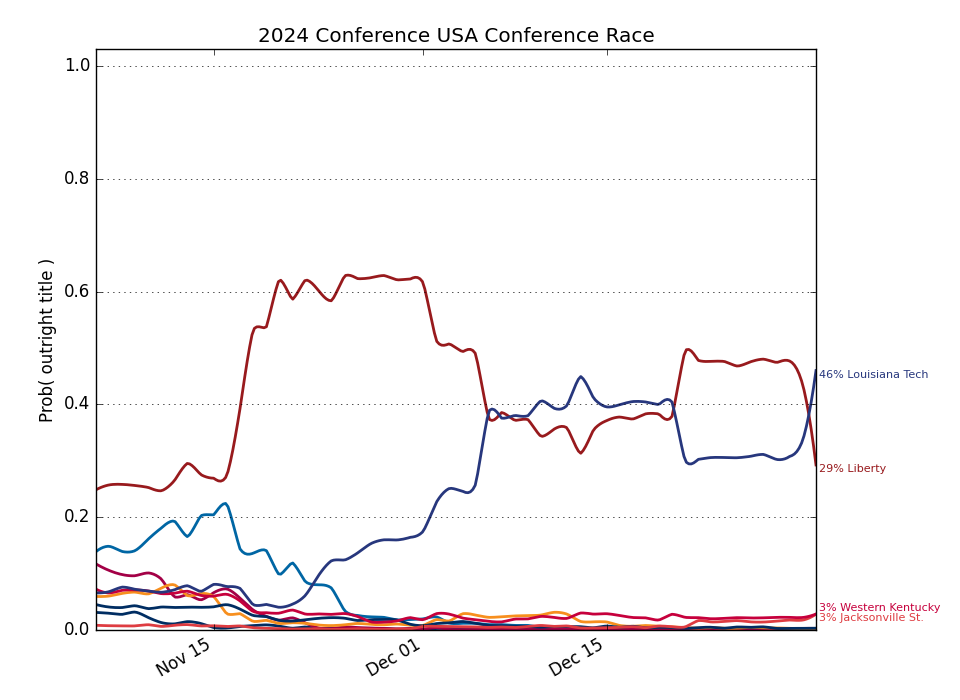 2024 Conference USA Conference Race
1.0
0.8
0.6
0.4
0.2
0.0
Prob( outright title )
46% Louisiana Tech
29% Liberty
3% Western Kentucky
3% Jacksonville St.
Nov 15
Dec 01
Dec 15